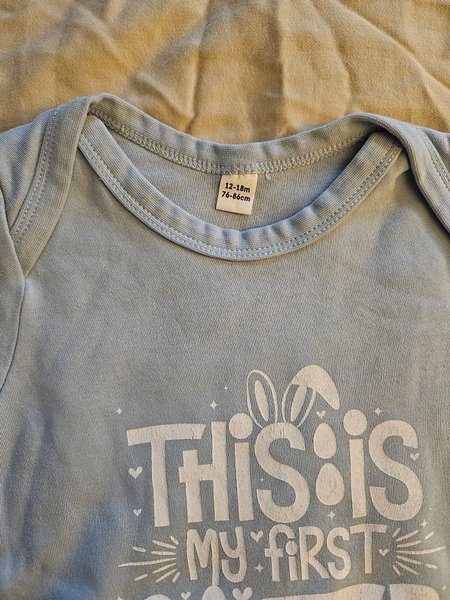 12-18m
76-86cm
THiS iS
MY FiRST